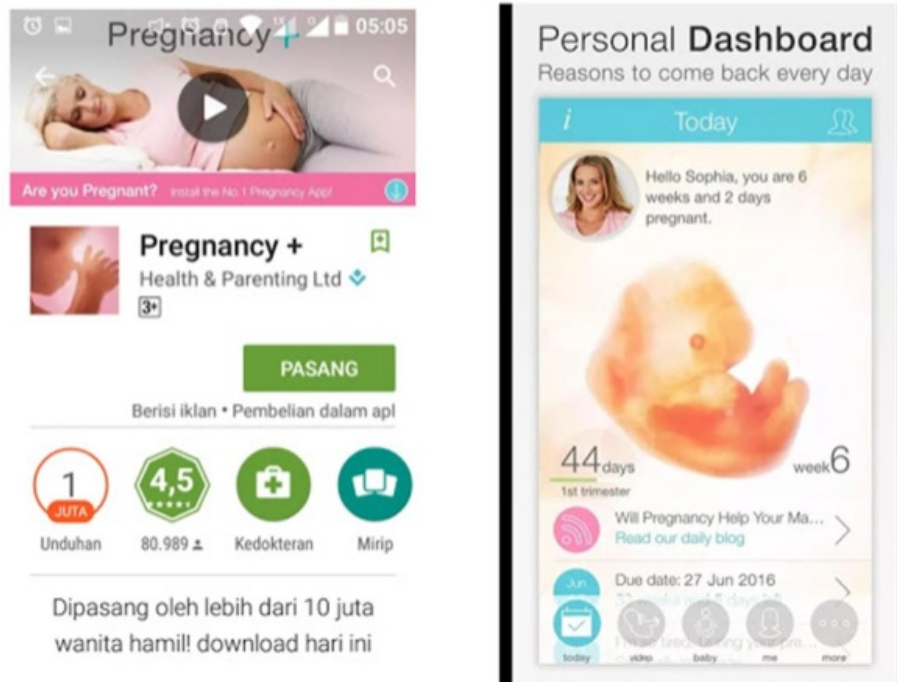 05:05
Pregnancy+
Are you Pregnant? Install the No.1 Pregnancy App!
Pregnancy +
Health & Parenting Ltd
3+
PASANG
Berisi iklan • Pembelian dalam apl
1
JUTA
4,5
Unduhan
80.989
Kedokteran
Mirip
Dipasang oleh lebih dari 10 juta
wanita hamil! download hari ini
Personal Dashboard
Reasons to come back every day
i
Today
Hello Sophia, you are 6
weeks and 2 days
pregnant.
44 days
week 6
1st trimester
Will Pregnancy Help Your Ma...
Read our daily blog
Jun
Due date: 27 Jun 2016
today
video
baby
me
more